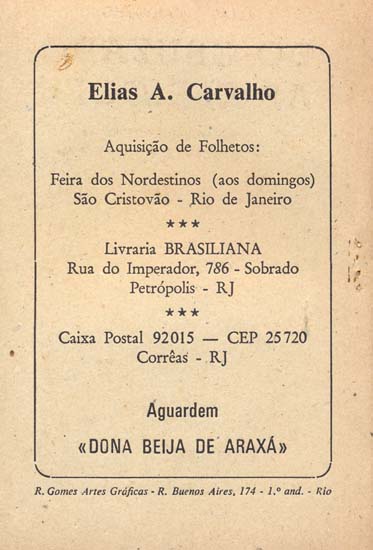 Elias A. Carvalho
Aquisição de Folhetos:
Feira dos Nordestinos (aos domingos)
São Cristovão - Rio de Janeiro
***
Livraria BRASILIANA
Rua do Imperador, 786 - Sobrado
Petrópolis - RJ
***
Caixa Postal 92015 — CEP 25720
Corrêas - RJ
Aguardem
«DONA BEIJA DE ARAXÁ»
R. Gomes Artes Gráficas - R. Buenos Aires, 174 - 1.º and. - Rio